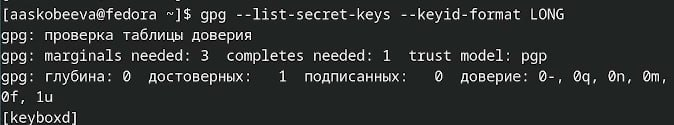 [aaskobeeva@fedora ~]$ gpg --list-secret-keys --keyid-format LONG
gpg: проверка таблицы доверия
gpg: marginals needed: 3  completes needed: 1  trust model: pgp
gpg: глубина: 0  достоверных:   1  подписанных:   0  доверие: 0-, 0q, 0n, 0m,
0f, 1u
[keyboxd]